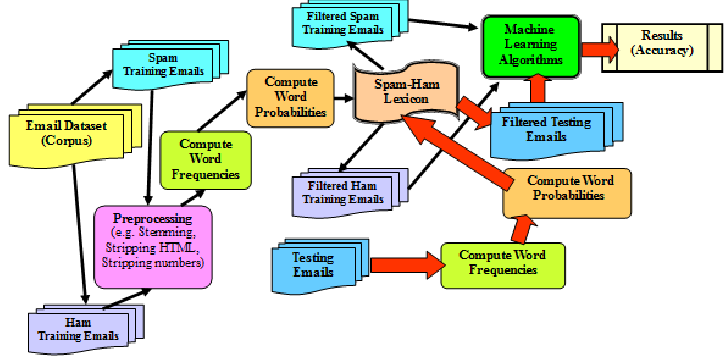 Filtered Spam
Training Emails
Machine
Learning
Algorithms
Results
(Accuracy)
Spam
Training Emails
Compute
Word
Probabilities
Spam-Ham
Lexicon
Email Dataset
(Corpus)
Filtered Testing
Emails
Compute
Word
Frequencies
Filtered Ham
Training Emails
Compute Word
Probabilities
Preprocessing
(e.g. Stemming,
Stripping HTML,
Stripping numbers)
Testing
Emails
Compute Word
Frequencies
Ham
Training Emails